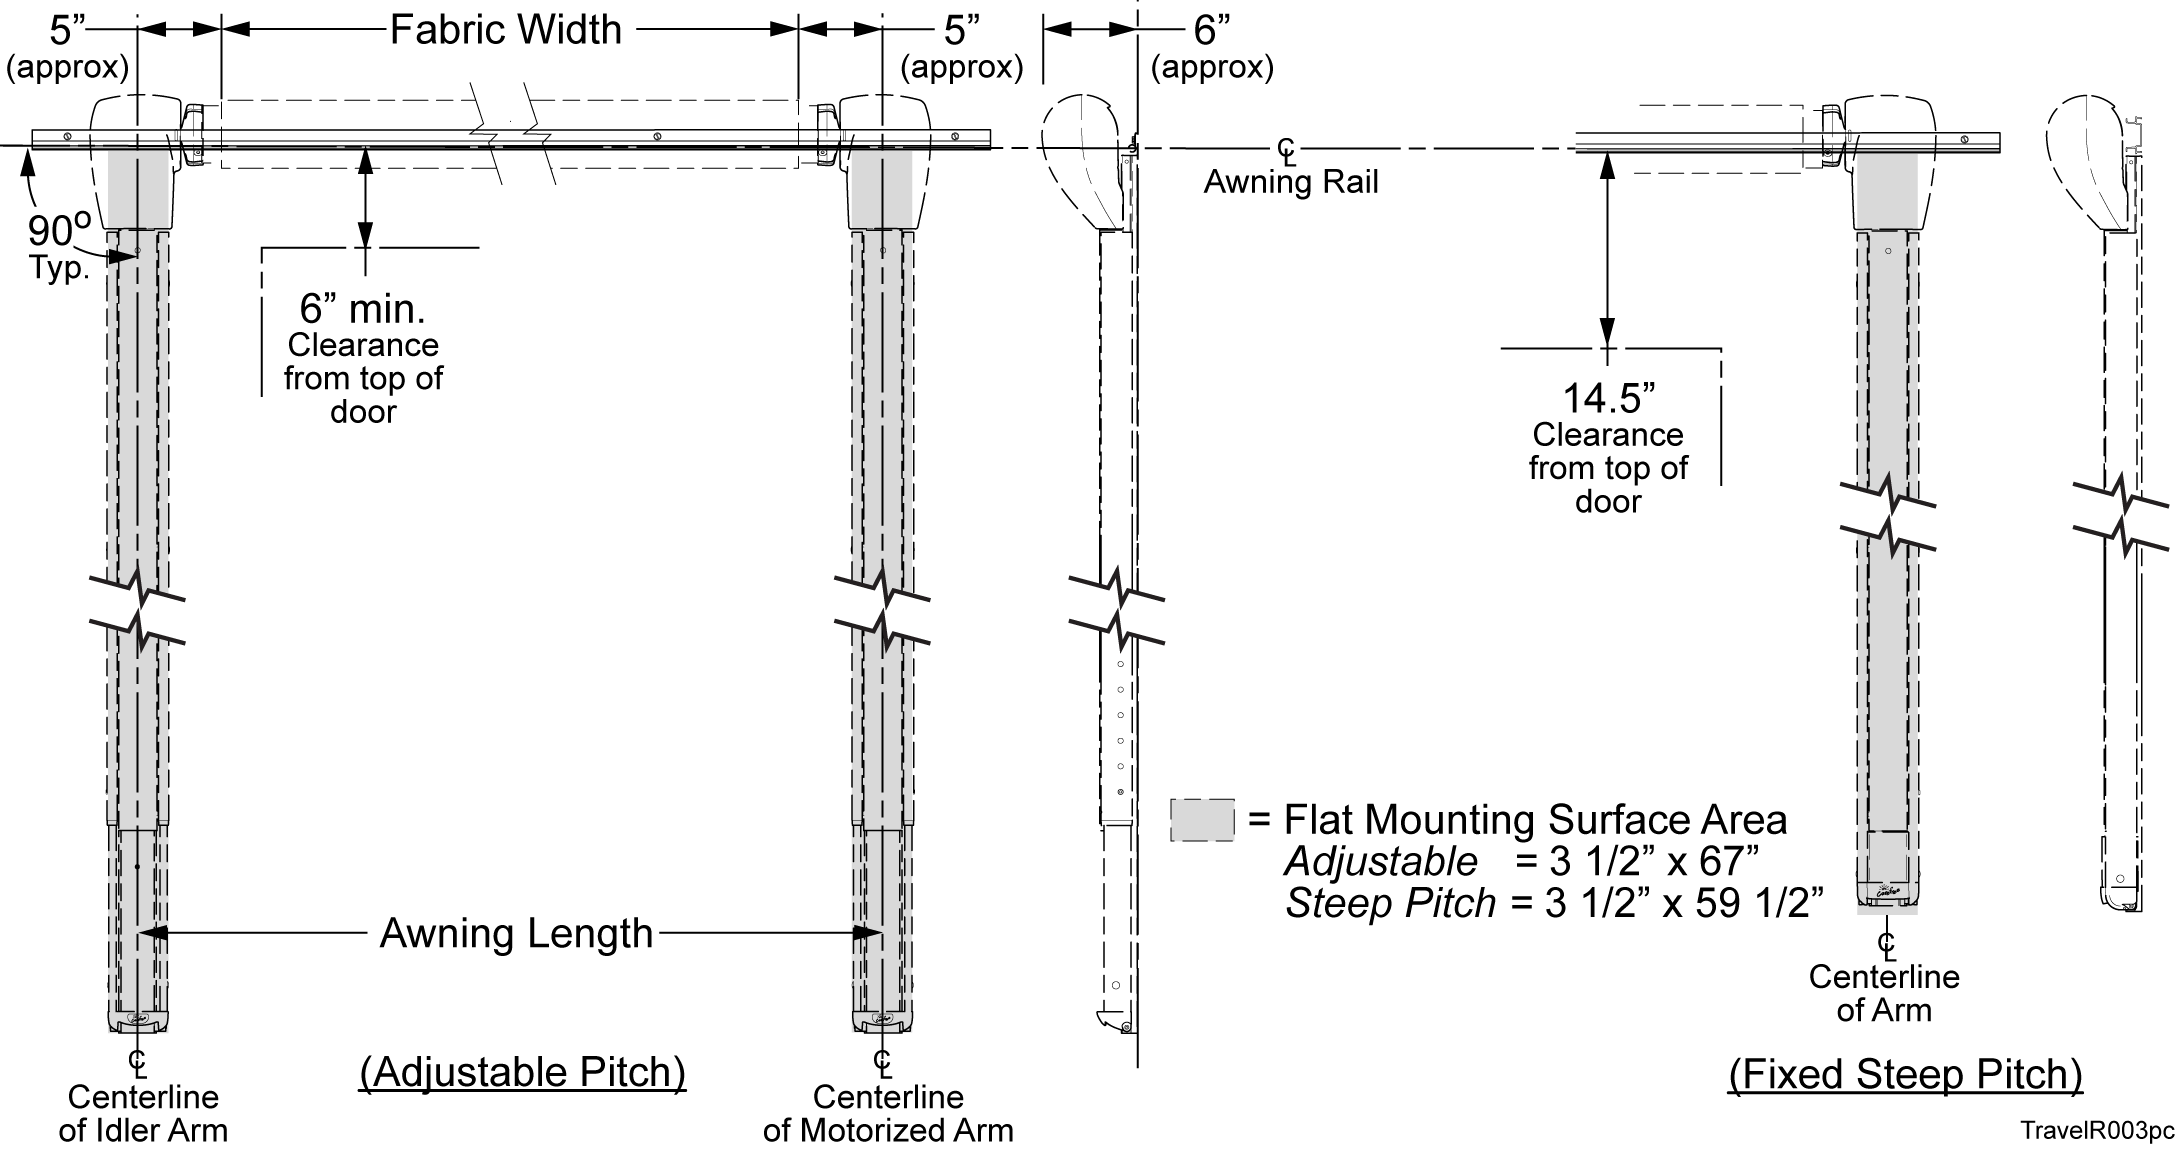 5”
(approx)
Fabric Width
5”
(approx)
6”
(approx)
℄
Awning Rail
90º
Typ.
6” min.
Clearance
from top of
door
14.5”
Clearance
from top of
door
= Flat Mounting Surface Area
Adjustable = 3 1/2” x 67”
Steep Pitch = 3 1/2” x 59 1/2”
Awning Length
℄
Centerline
of Idler Arm
(Adjustable Pitch)
℄
Centerline
of Motorized Arm
℄
Centerline
of Arm
(Fixed Steep Pitch)
TravelR003pc